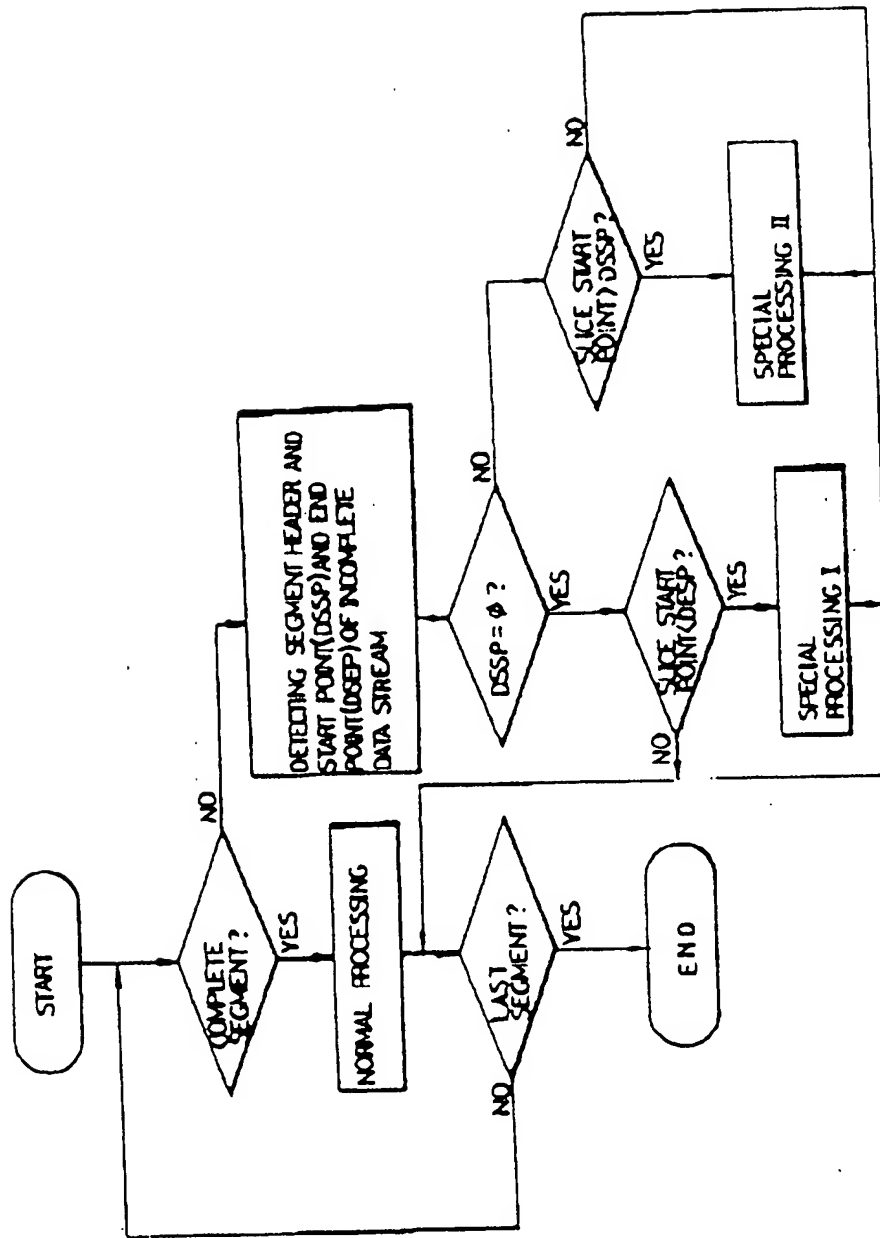 START
COMPLETE
SEGMENT?
NO
YES
NORMAL PROCESSING
LAST
SEGMENT?
NO
YES
END
DETECTING SEGMENT HEADER AND
START POINT(DSSP) AND END
POINT(DSEP) OF INCOMPLETE
DATA STREAM
DSSP=ø?
NO
YES
SLICE START
POINT<DESP?
NO
YES
SPECIAL
PROCESSING I
SLICE START
POINT>DSSP?
NO
YES
SPECIAL
PROCESSING II